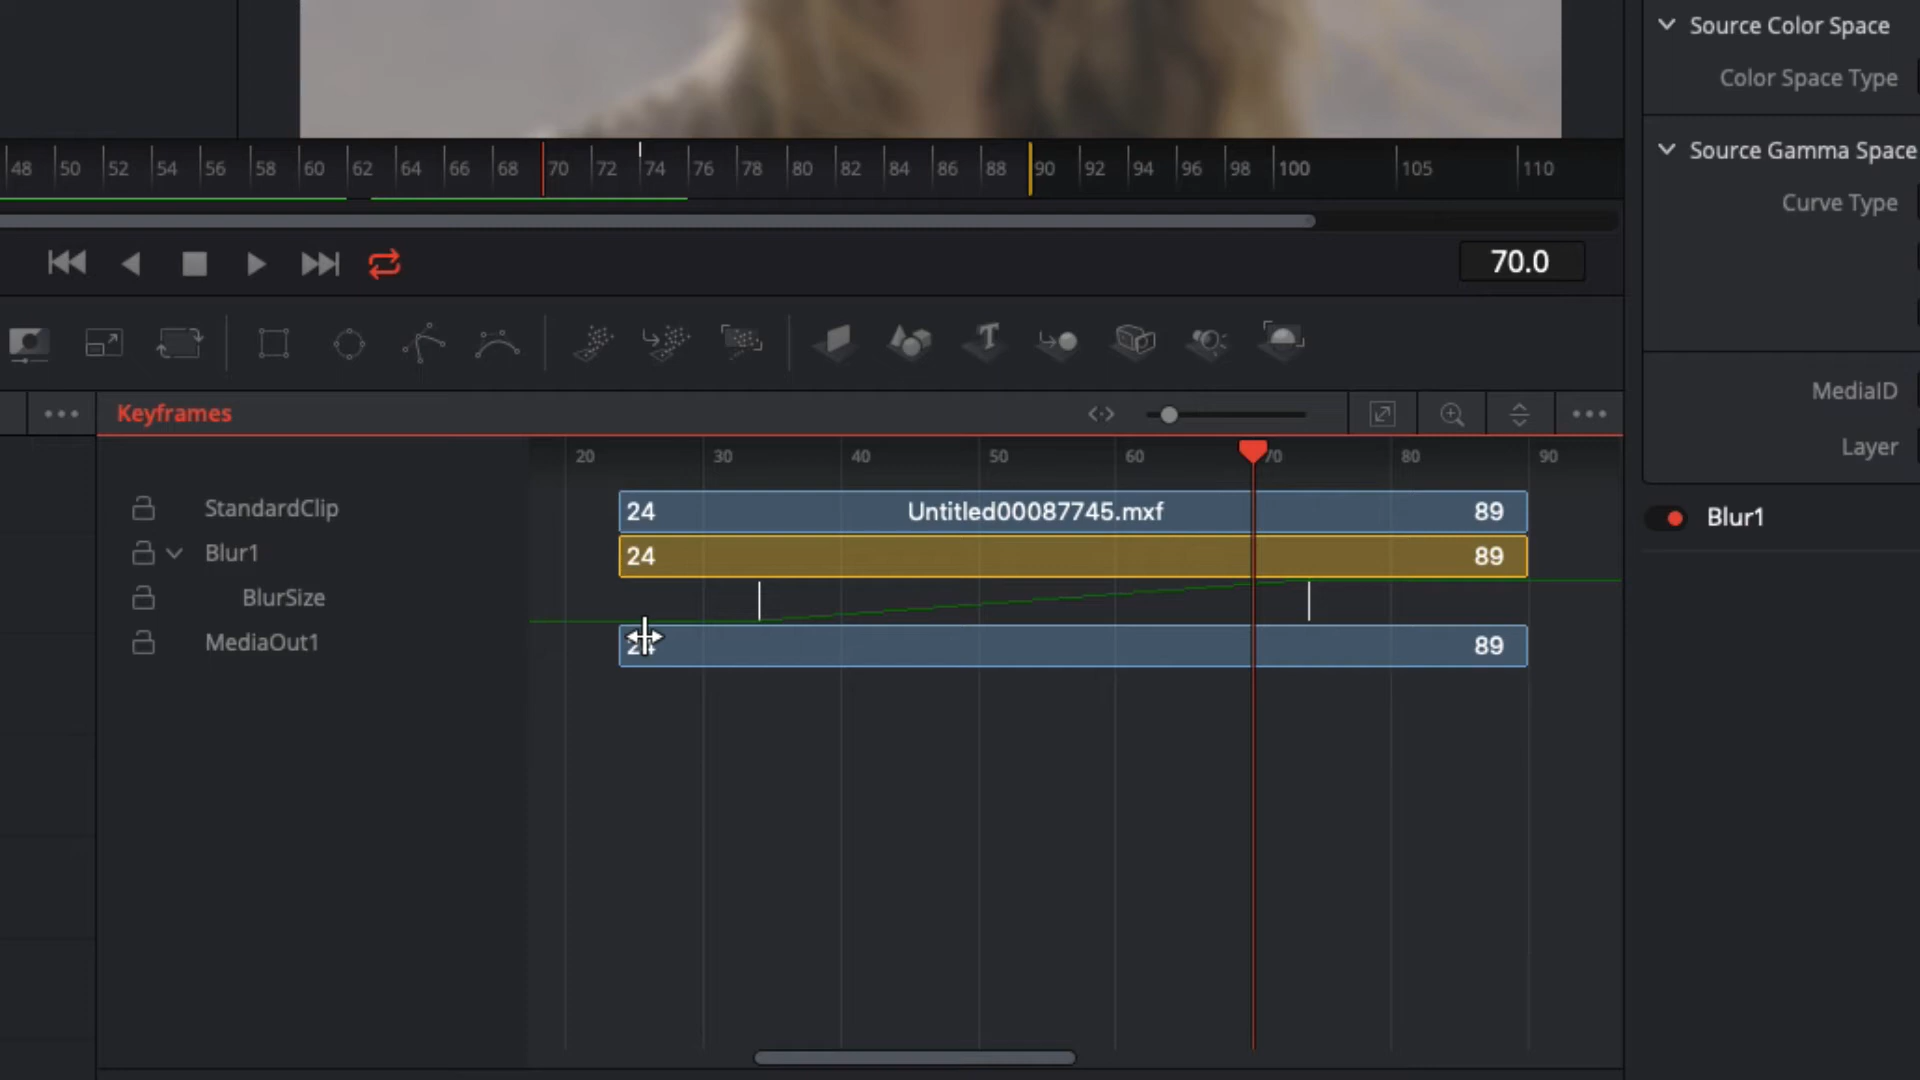 Source Color Space
Color Space Type
48 50 52 54 56 58 60 62 64 66 68 70 72 74 76 78 80 82 84 86 88 90 92 94 96 98 100 105 110
Source Gamma Space
Curve Type
70.0
T
MediaID
Keyframes
Layer
20 30 40 50 60 70 80 90
StandardClip 24 Untitled00087745.mxf 89
Blur1
Blur1 24 89
BlurSize
MediaOut1 24 89